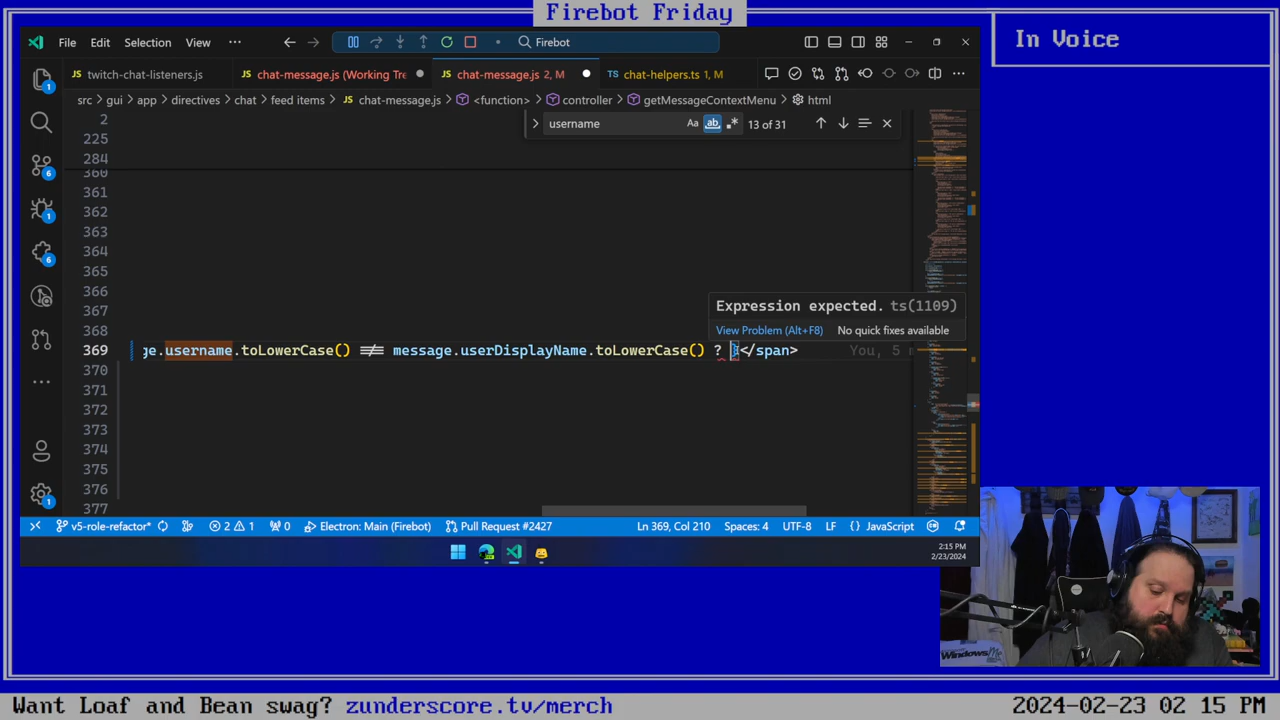 Firebot Friday
In Voice
File Edit Selection View ··· Firebot
twitch-chat-listeners.js chat-message.js (Working Tre chat-message.js 2, M chat-helpers.ts 1, M
src > gui > app > directives > chat > feed items > chat-message.js > <function> > controller > getMessageContextMenu > html
username Aa ab 13 of 31
2
225
284
360
361
362
363
364
365
366
367
368
Expression expected. ts(1109)
View Problem (Alt+F8) No quick fixes available
369 ge.username.toLowerCase() !== message.userDisplayName.toLowerCase() ? </span> You, 5
370
371
372
373
374
375
376
377
v5-role-refactor* 2 1 0 Electron: Main (Firebot) Pull Request #2427 Ln 369, Col 210 Spaces: 4 UTF-8 LF {} JavaScript
2:15 PM
2/23/2024
Windows
Want Loaf and Bean swag? zunderscore.tv/merch 2024-02-23 02 15 PM